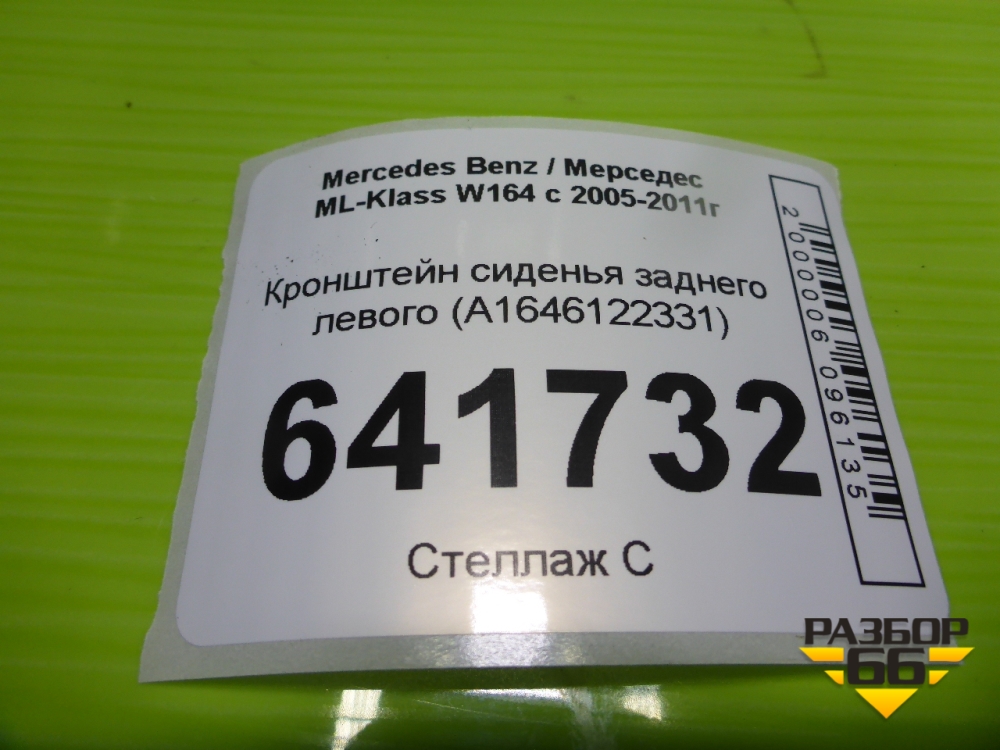 Mercedes Benz / Мерседес
ML-Klass W164 с 2005-2011г
Кронштейн сиденья заднего
левого (A1646122331)
641732
Стеллаж С
2000006096135
РАЗБОР
66